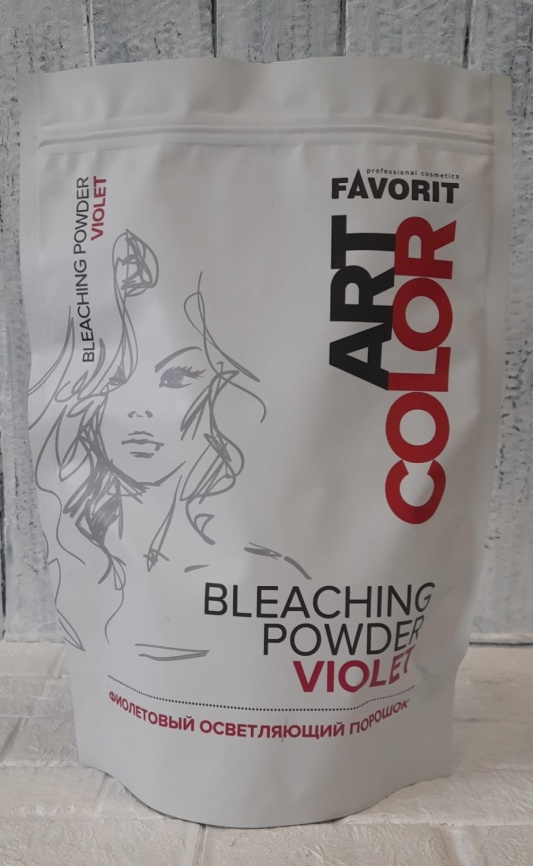 BLEACHING POWDER
VIOLET
professional cosmetics
FAVORIT
ART
COLOR
BLEACHING
POWDER
VIOLET
ФИОЛЕТОВЫЙ ОСВЕТЛЯЮЩИЙ ПОРОШОК